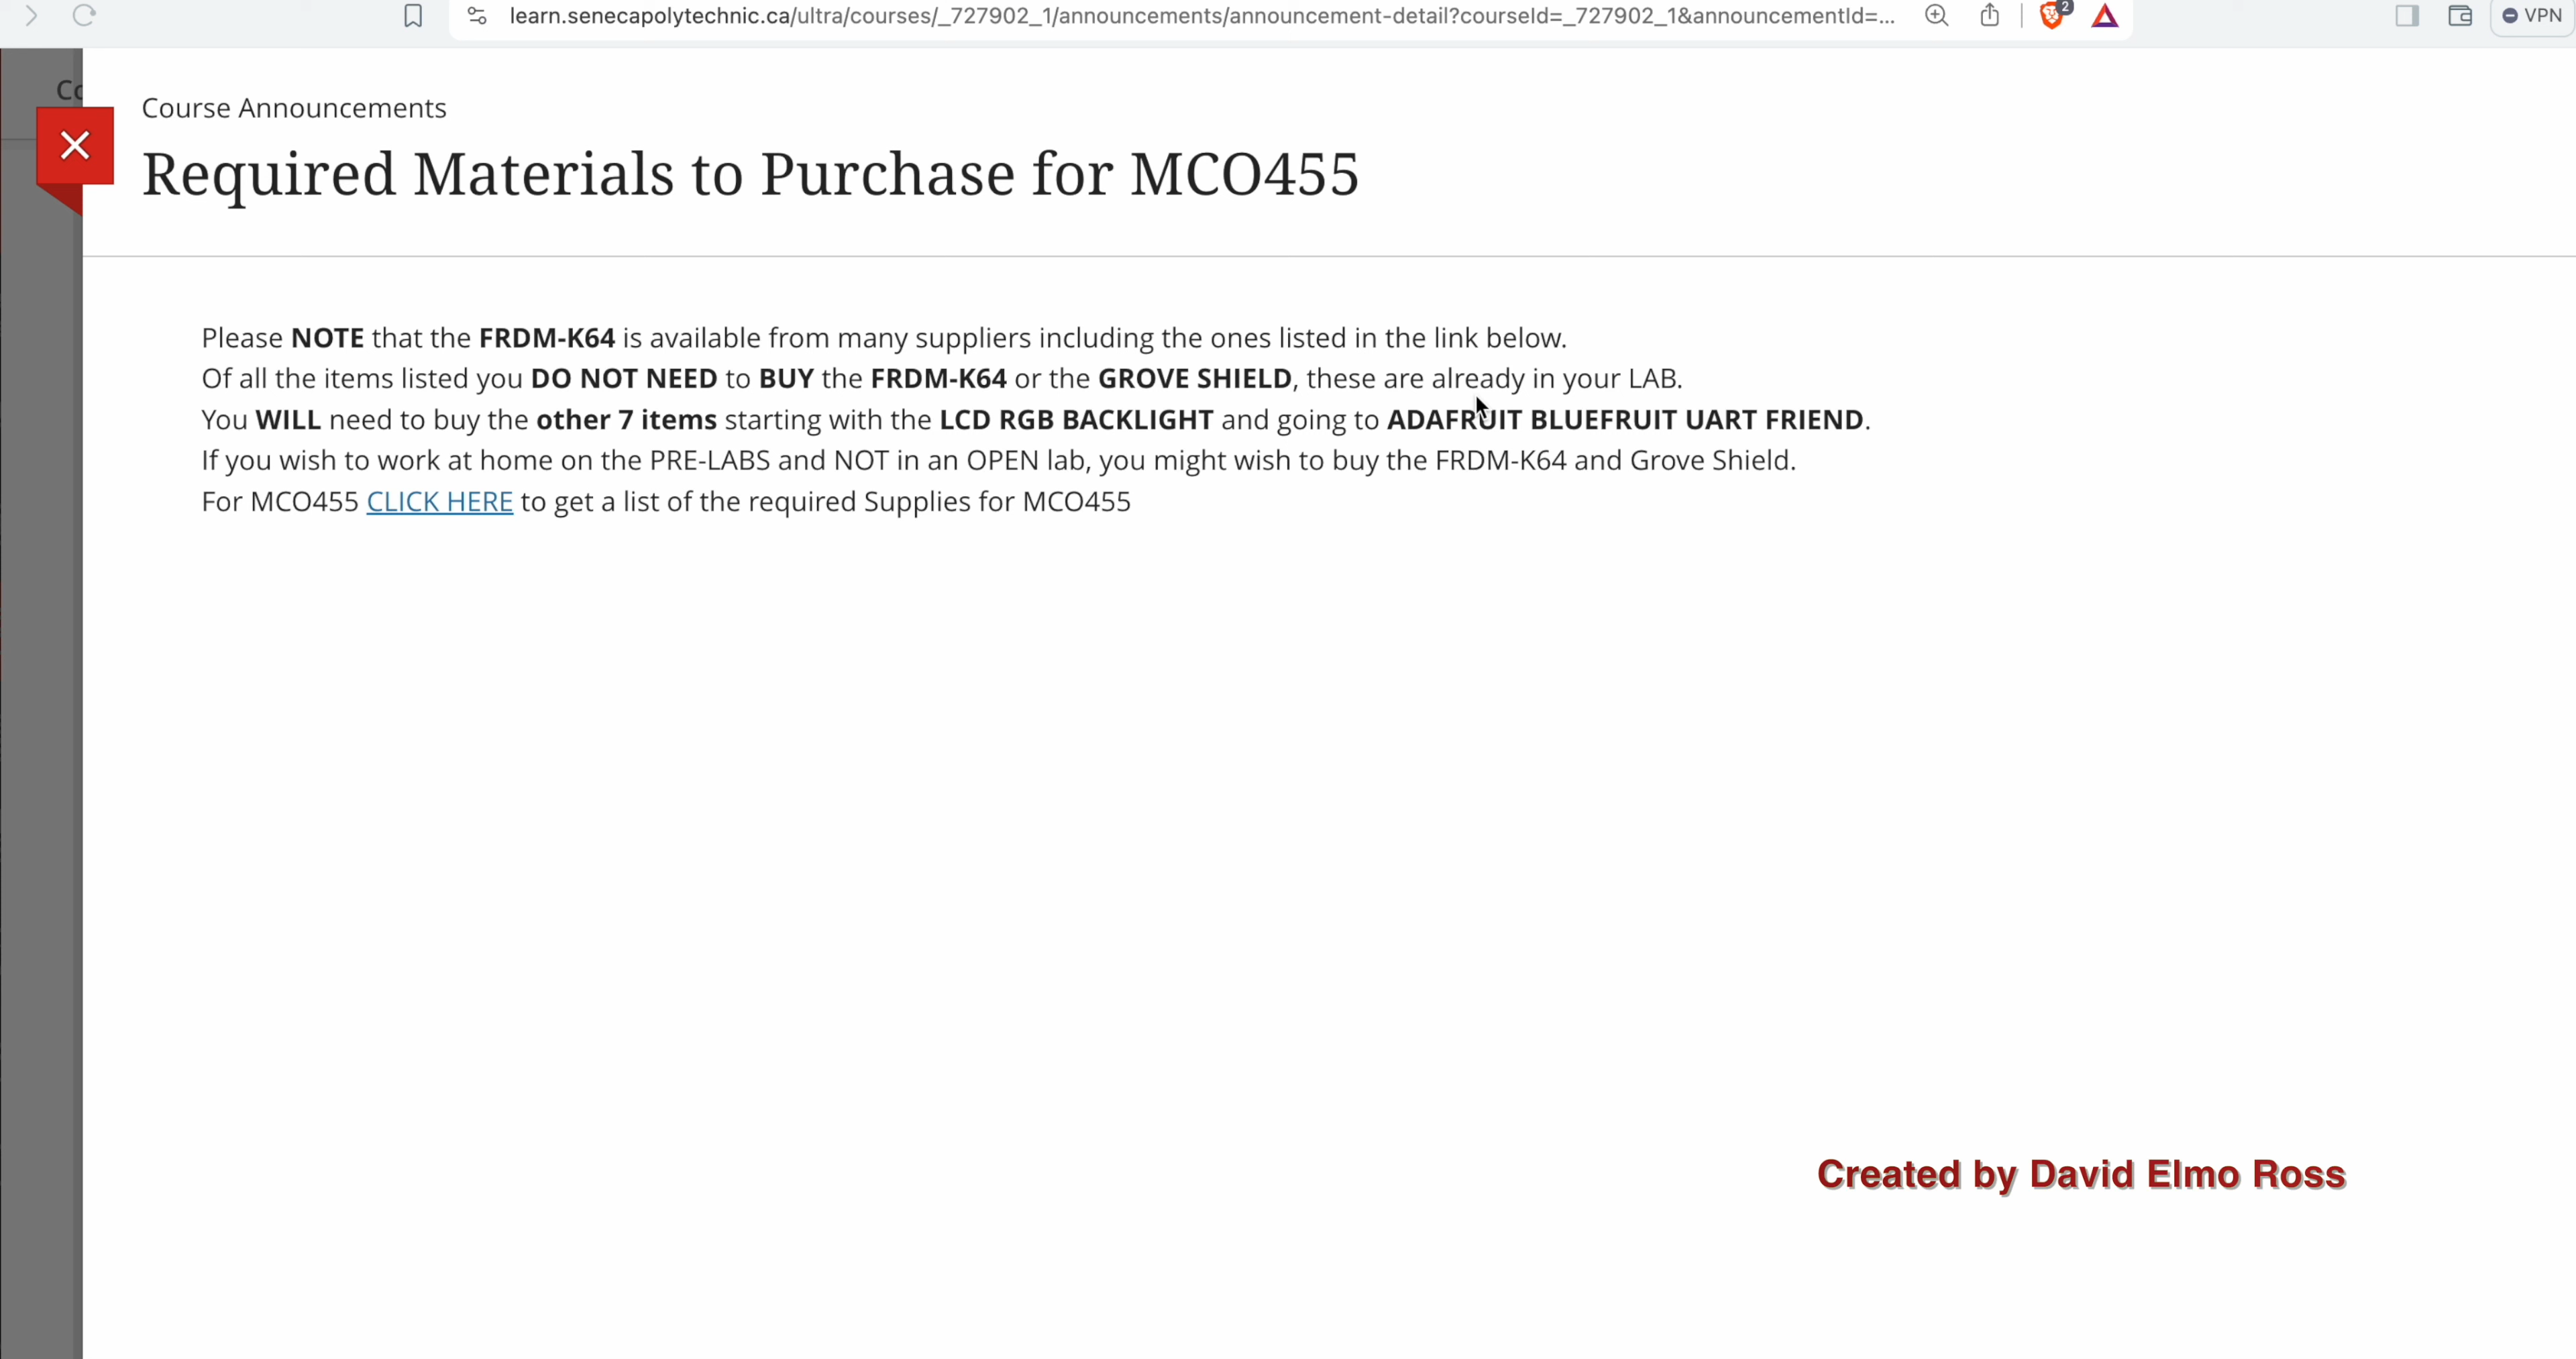 learn.senecapolytechnic.ca/ultra/courses/_727902_1/announcements/announcement-detail?courseId=_727902_1&announcementId=...
2
VPN
Course Announcements
Required Materials to Purchase for MCO455
Please NOTE that the FRDM-K64 is available from many suppliers including the ones listed in the link below.
Of all the items listed you DO NOT NEED to BUY the FRDM-K64 or the GROVE SHIELD, these are already in your LAB.
You WILL need to buy the other 7 items starting with the LCD RGB BACKLIGHT and going to ADAFRUIT BLUEFRUIT UART FRIEND.
If you wish to work at home on the PRE-LABS and NOT in an OPEN lab, you might wish to buy the FRDM-K64 and Grove Shield.
For MCO455 CLICK HERE to get a list of the required Supplies for MCO455
Created by David Elmo Ross